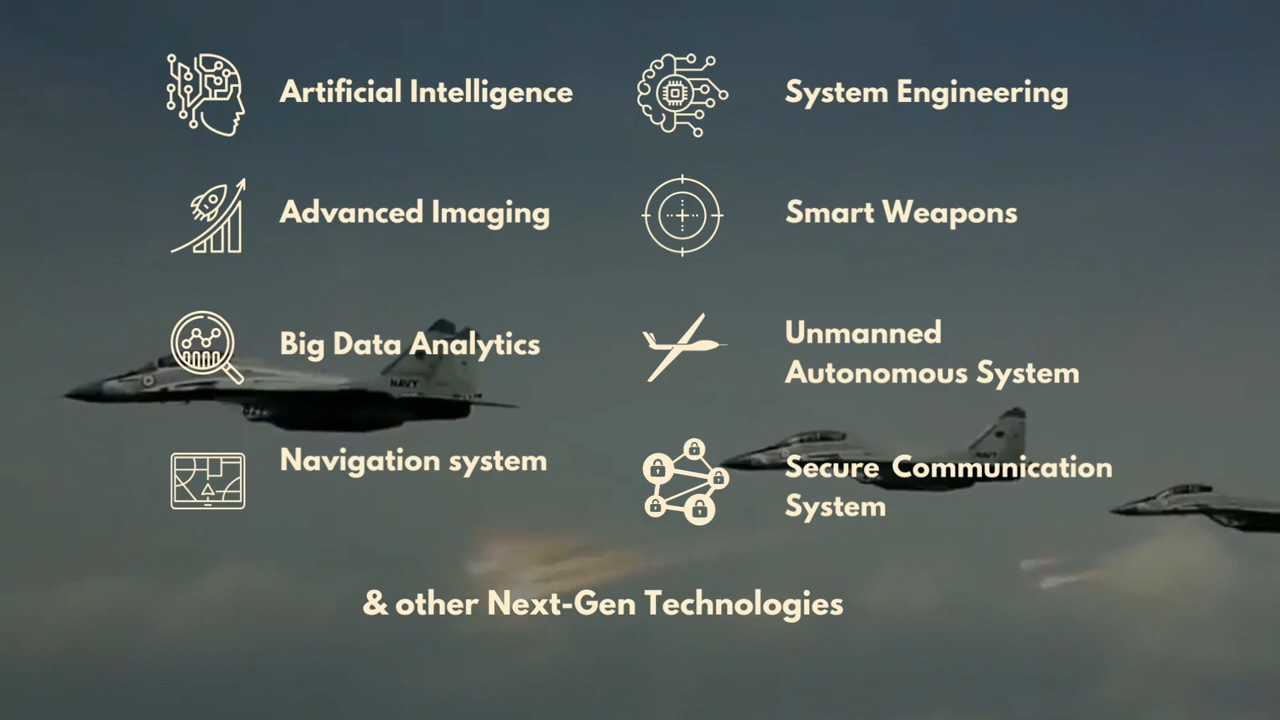 Artificial Intelligence
System Engineering
Advanced Imaging
Smart Weapons
Big Data Analytics
Unmanned
Autonomous System
NAVY
Navigation system
Secure Communication
System
& other Next-Gen Technologies